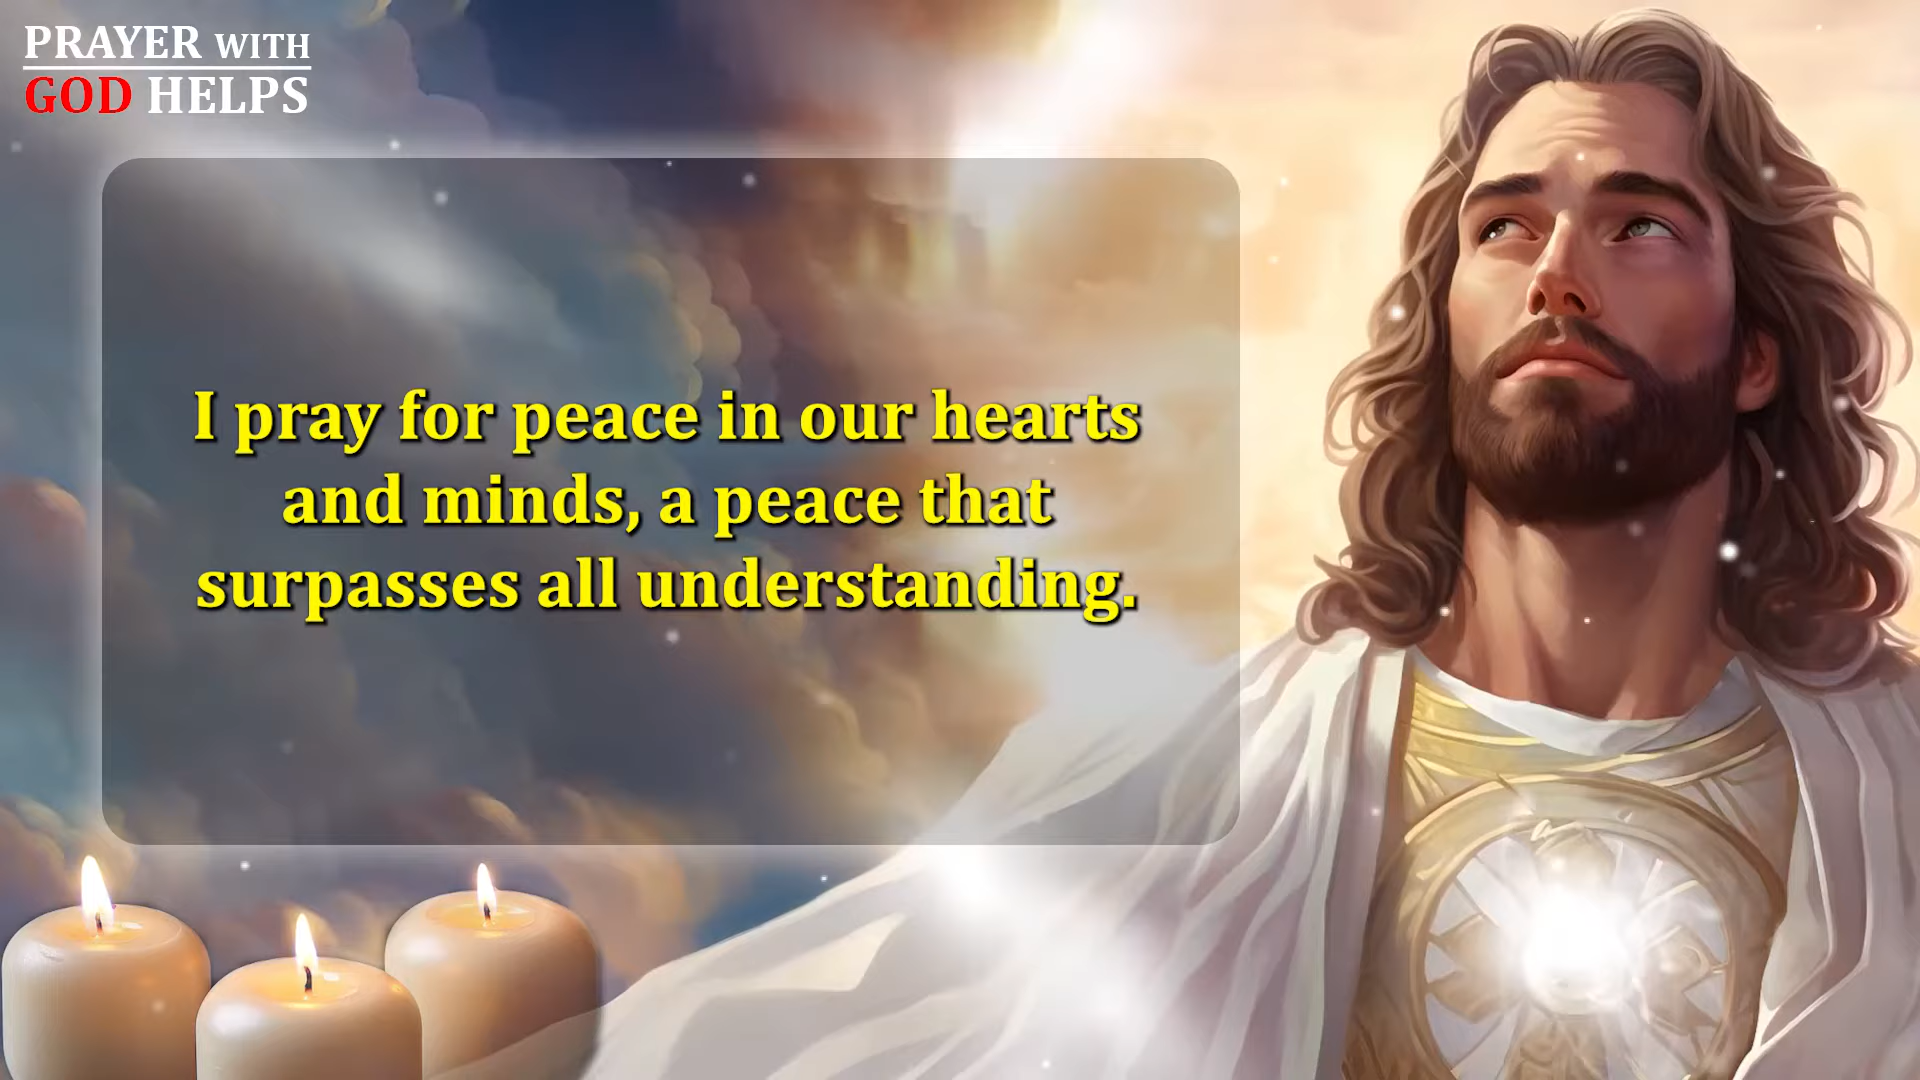 PRAYER WITH
GOD HELPS
I pray for peace in our hearts
and minds, a peace that
surpasses all understanding.